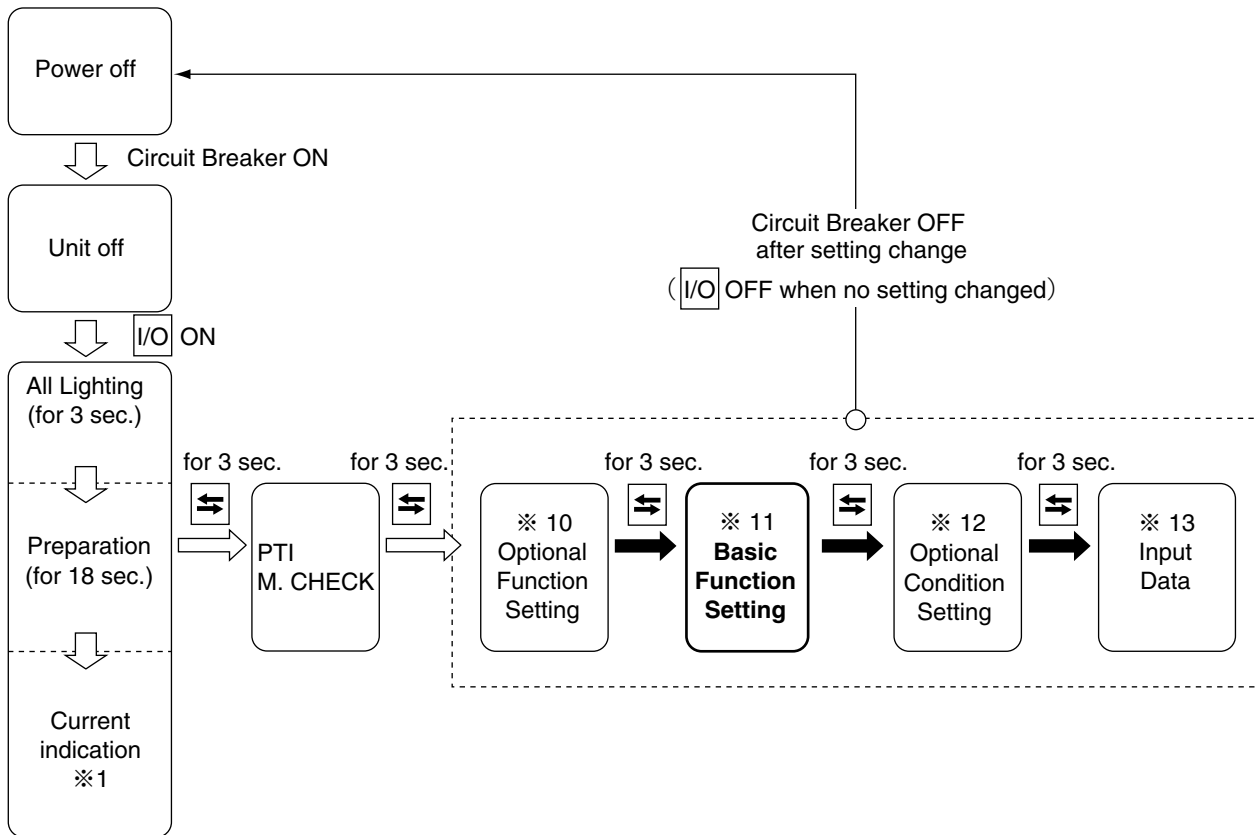 Power off
Circuit Breaker ON
Unit off
Circuit Breaker OFF
after setting change
( I/O OFF when no setting changed)
I/O ON
All Lighting
(for 3 sec.)
Preparation
(for 18 sec.)
Current
indication
※1
for 3 sec.
PTI
M. CHECK
for 3 sec.
※ 10
Optional
Function
Setting
for 3 sec.
※ 11
Basic
Function
Setting
for 3 sec.
※ 12
Optional
Condition
Setting
for 3 sec.
※ 13
Input
Data